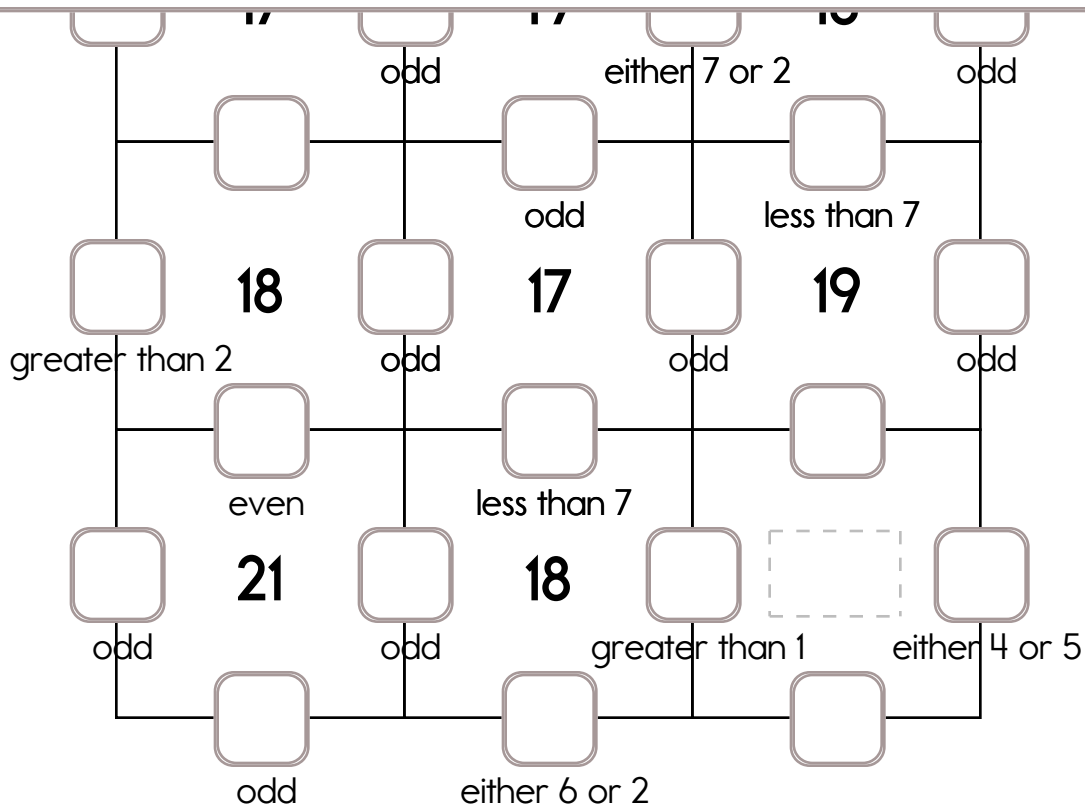 odd either 7 or 2 odd
odd less than 7
18 17 19
greater than 2 odd odd odd
even less than 7
21 18
odd odd greater than 1 either 4 or 5
odd either 6 or 2